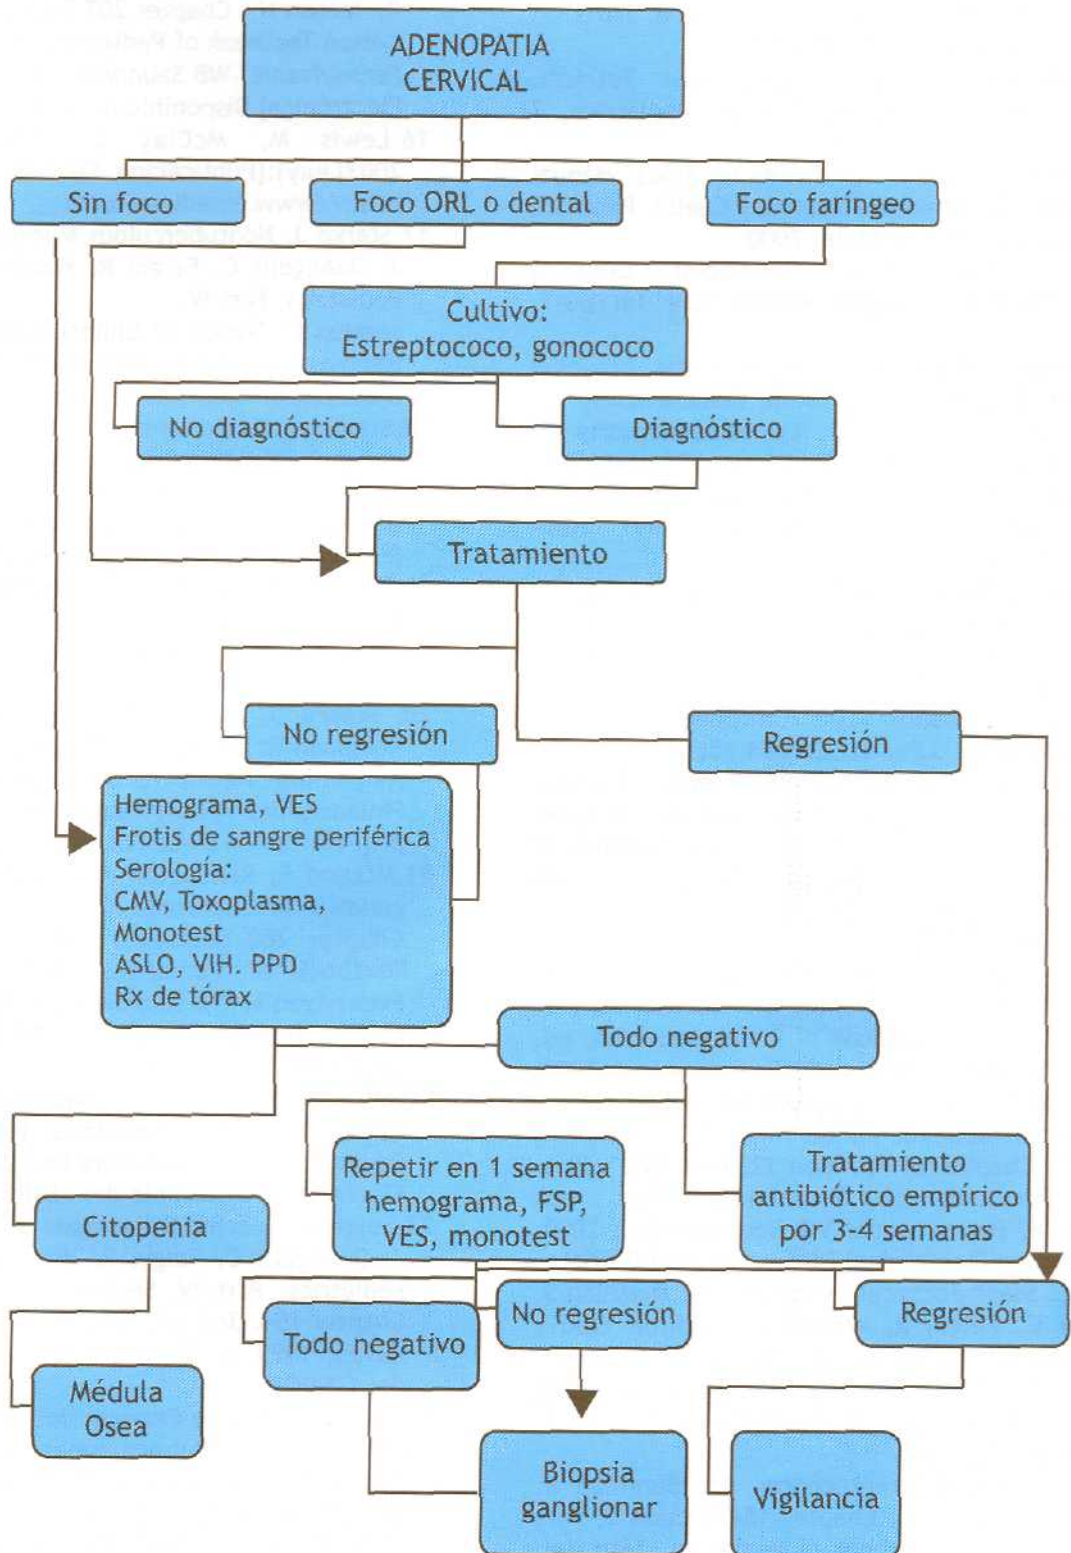 ADENOPATIA
CERVICAL
Sin foco
Foco ORL o dental
Foco faríngeo
Cultivo:
Estreptococo, gonococo
No diagnóstico
Diagnóstico
Tratamiento
No regresión
Regresión
Hemograma, VES
Frotis de sangre periférica
Serología:
CMV, Toxoplasma,
Monotest
ASLO, VIH. PPD
Rx de tórax
Todo negativo
Repetir en 1 semana
hemograma, FSP,
VES, monotest
Tratamiento
antibiótico empírico
por 3-4 semanas
Citopenia
Todo negativo
No regresión
Regresión
Médula
Osea
Biopsia
ganglionar
Vigilancia